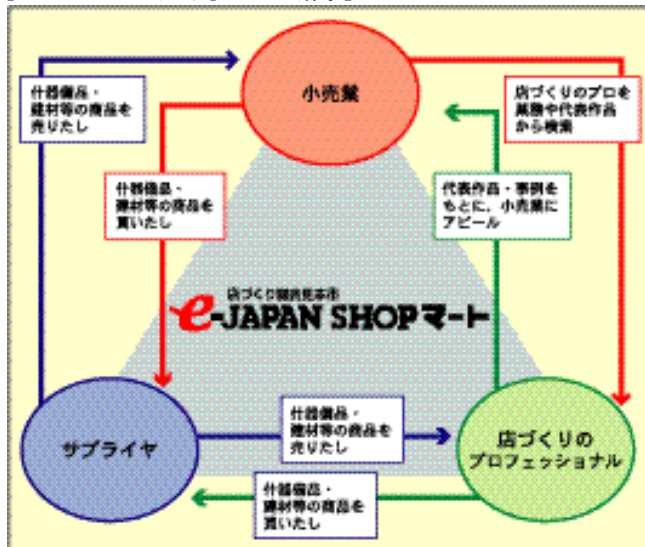 小売業
什器備品・
建材等の商品を
売りたし
店づくりのプロを
業務や代表作品
から検索
什器備品・
建材等の商品を
買いたし
代表作品・事例を
もとに、小売業に
アピール
e-JAPAN SHOPマート
什器備品・
建材等の商品を
売りたし
サプライヤ
店づくりの
プロフェッショナル
什器備品・
建材等の商品を
買いたし